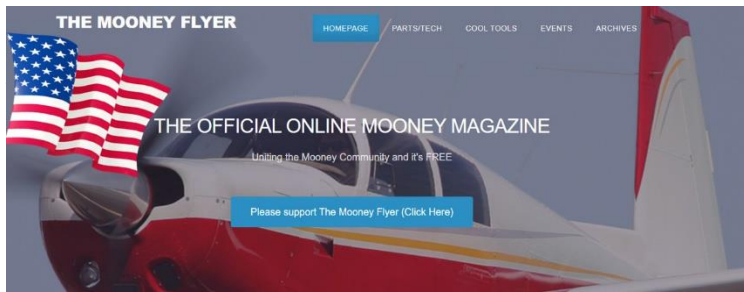 THE MOONEY FLYER
HOMEPAGE PARTS/TECH COOL TOOLS EVENTS ARCHIVES
THE OFFICIAL ONLINE MOONEY MAGAZINE
Uniting the Mooney Community and it's FREE
Please support The Mooney Flyer (Click Here)